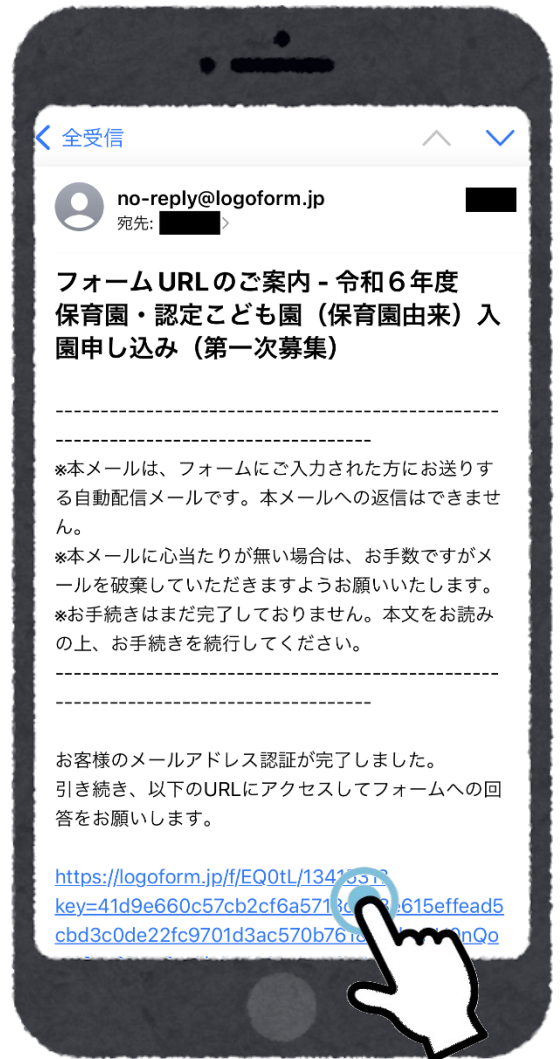 全受信
no-reply@logoform.jp
宛先:
フォームURLのご案内 - 令和６年度
保育園・認定こども園（保育園由来）入
園申し込み（第一次募集）
-------------------------------------------------
-----------------------------------
※本メールは、フォームにご入力された方にお送りす
る自動配信メールです。本メールへの返信はできませ
ん。
※本メールに心当たりが無い場合は、お手数ですがメ
ールを破棄していただきますようお願いいたします。
※お手続きはまだ完了しておりません。本文をお読み
の上、お手続きを続行してください。
-------------------------------------------------
-----------------------------------
お客様のメールアドレス認証が完了しました。
引き続き、以下のURLにアクセスしてフォームへの回
答をお願いします。
https://logoform.jp/f/EQ0tL/